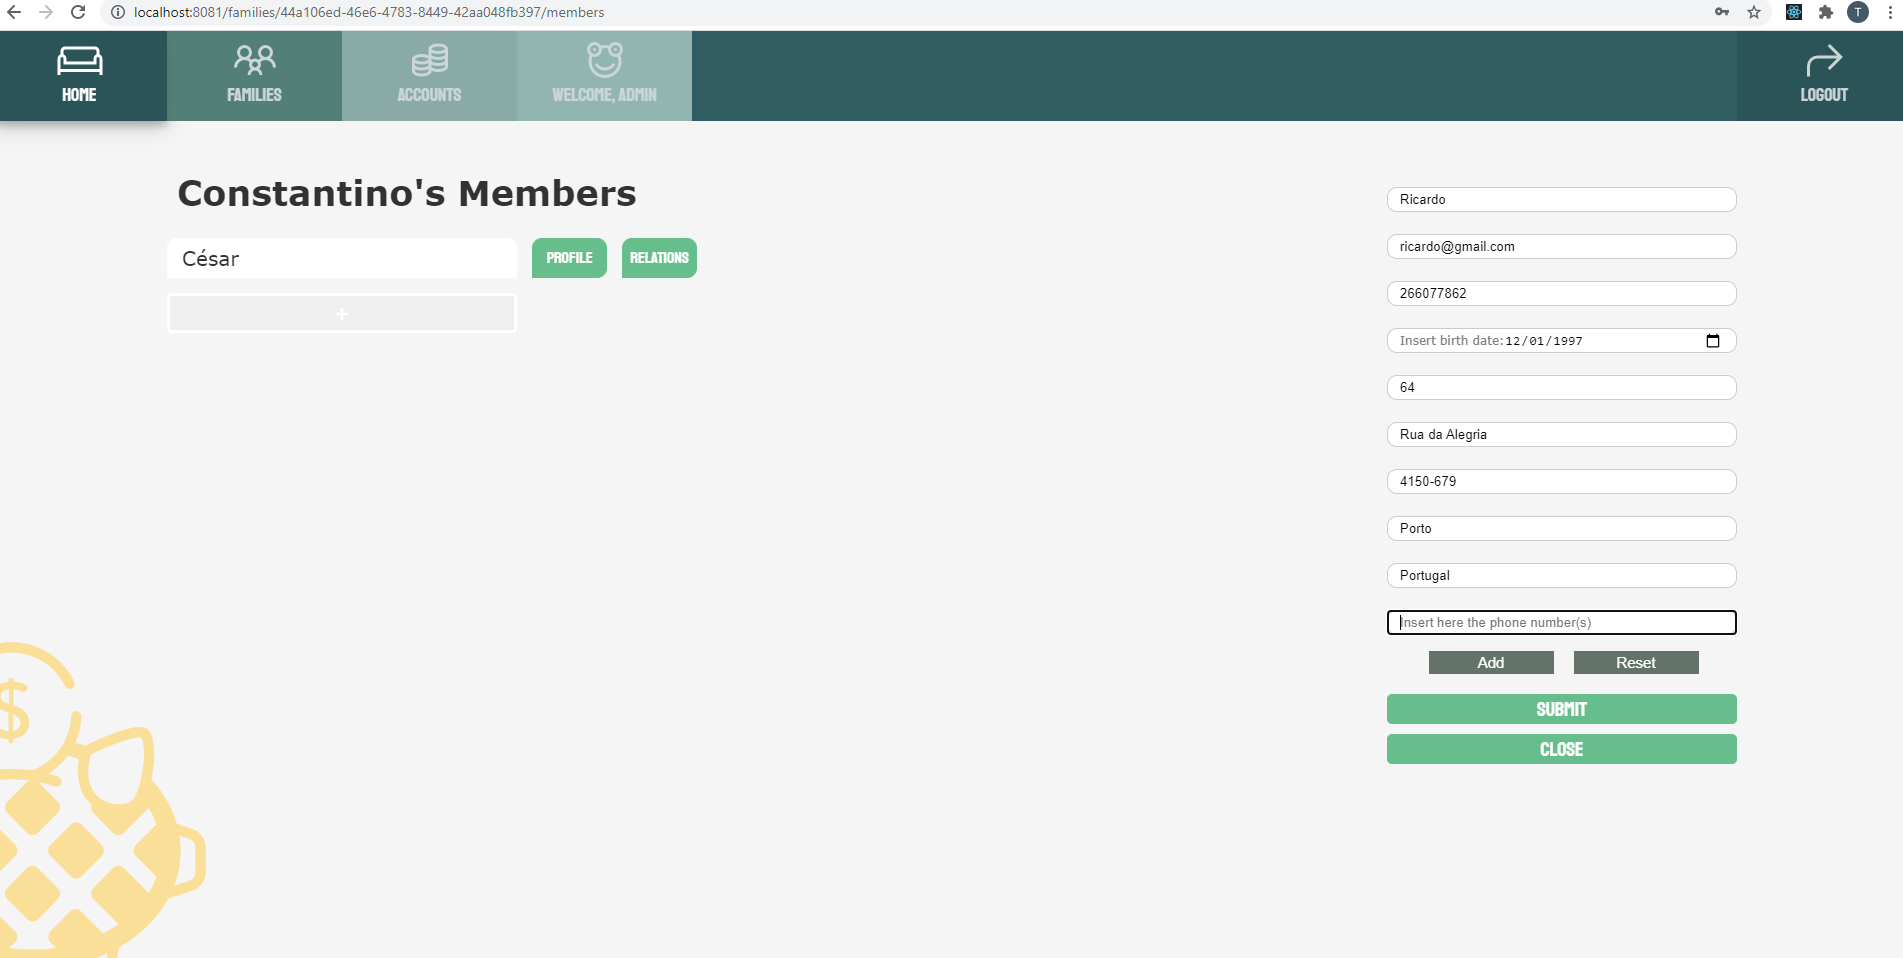 localhost:8081/families/44a106ed-46e6-4783-8449-42aa048fb397/members
T
HOME
FAMILIES
ACCOUNTS
WELCOME, ADMIN
LOGOUT
Constantino's Members
César
PROFILE
RELATIONS
+
Ricardo
ricardo@gmail.com
266077862
Insert birth date: 12/01/1997
64
Rua da Alegria
4150-679
Porto
Portugal
Insert here the phone number(s)
Add
Reset
SUBMIT
CLOSE
$